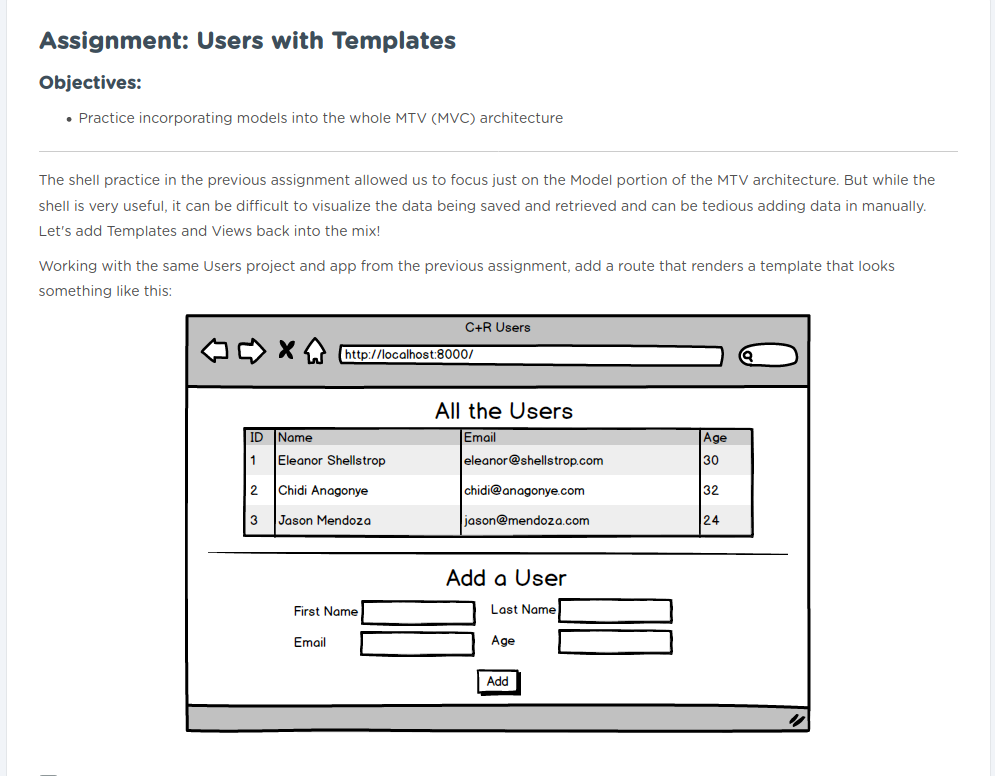 Assignment: Users with Templates
Objectives:
• Practice incorporating models into the whole MTV (MVC) architecture
The shell practice in the previous assignment allowed us to focus just on the Model portion of the MTV architecture. But while the
shell is very useful, it can be difficult to visualize the data being saved and retrieved and can be tedious adding data in manually.
Let's add Templates and Views back into the mix!
Working with the same Users project and app from the previous assignment, add a route that renders a template that looks
something like this:
C+R Users
http://localhost:8000/
All the Users
ID Name Email Age
1 Eleanor Shellstrop eleanor@shellstrop.com 30
2 Chidi Anagonye chidi@anagonye.com 32
3 Jason Mendoza jason@mendoza.com 24
Add a User
First Name Last Name
Email Age
Add